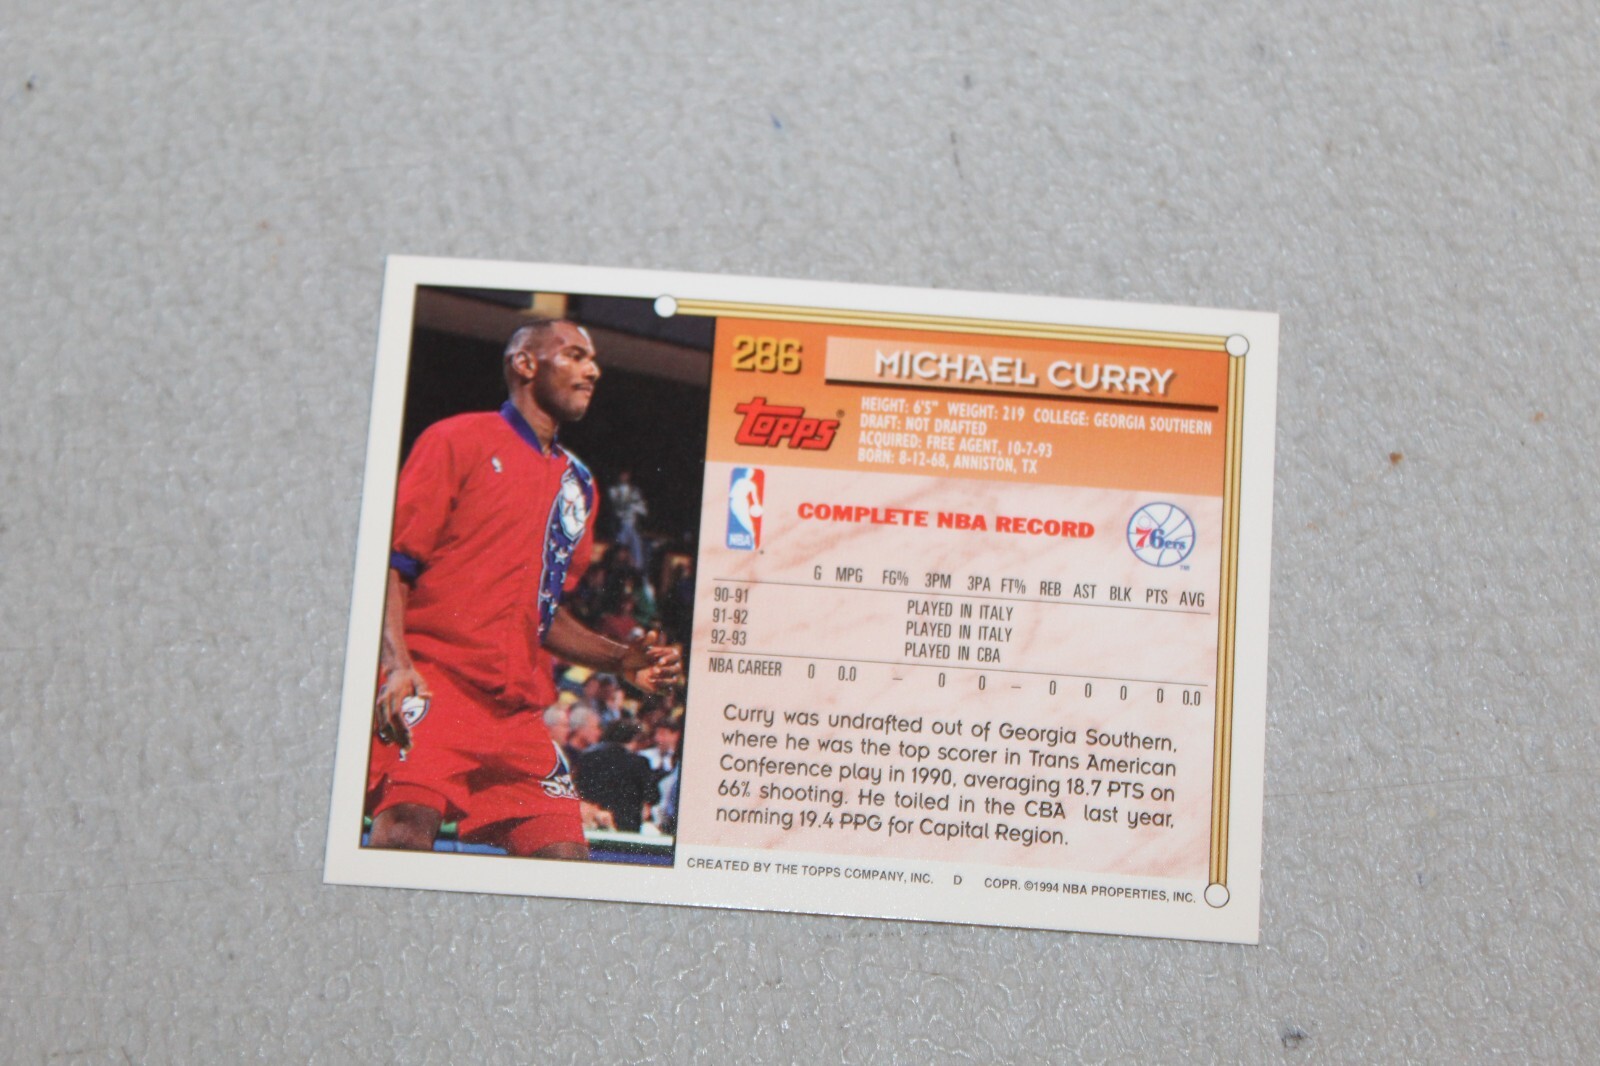 286
MICHAEL CURRY
Topps®
HEIGHT: 6'5" WEIGHT: 219 COLLEGE: GEORGIA SOUTHERN
DRAFT: NOT DRAFTED
ACQUIRED: FREE AGENT, 10-7-93
BORN: 8-12-68, ANNISTON, TX
NBA
COMPLETE NBA RECORD
76ers™
G MPG FG% 3PM 3PA FT% REB AST BLK PTS AVG
90-91 PLAYED IN ITALY
91-92 PLAYED IN ITALY
92-93 PLAYED IN CBA
NBA CAREER 0 0.0 – 0 0 – 0 0 0 0 0.0
Curry was undrafted out of Georgia Southern,
where he was the top scorer in Trans American
Conference play in 1990, averaging 18.7 PTS on
66% shooting. He toiled in the CBA last year,
norming 19.4 PPG for Capital Region.
CREATED BY THE TOPPS COMPANY, INC. D COPR. ©1994 NBA PROPERTIES, INC.